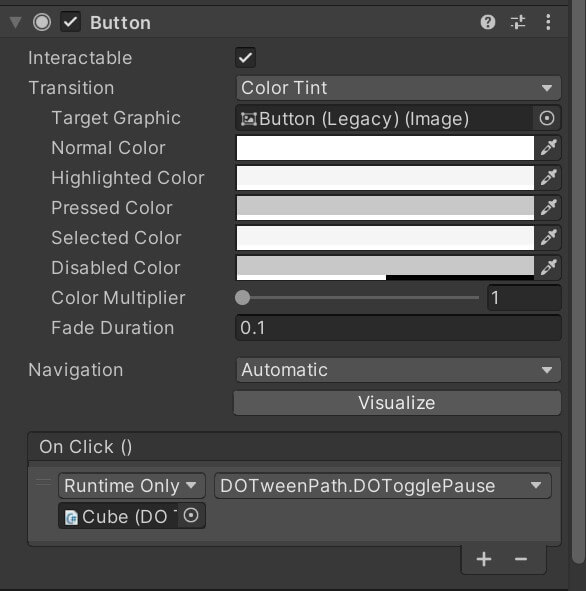 Button
Interactable
Transition Color Tint
Target Graphic Button (Legacy) (Image)
Normal Color
Highlighted Color
Pressed Color
Selected Color
Disabled Color
Color Multiplier 1
Fade Duration 0.1
Navigation Automatic
Visualize
On Click ()
Runtime Only DOTweenPath.DOTogglePause
Cube (DO T